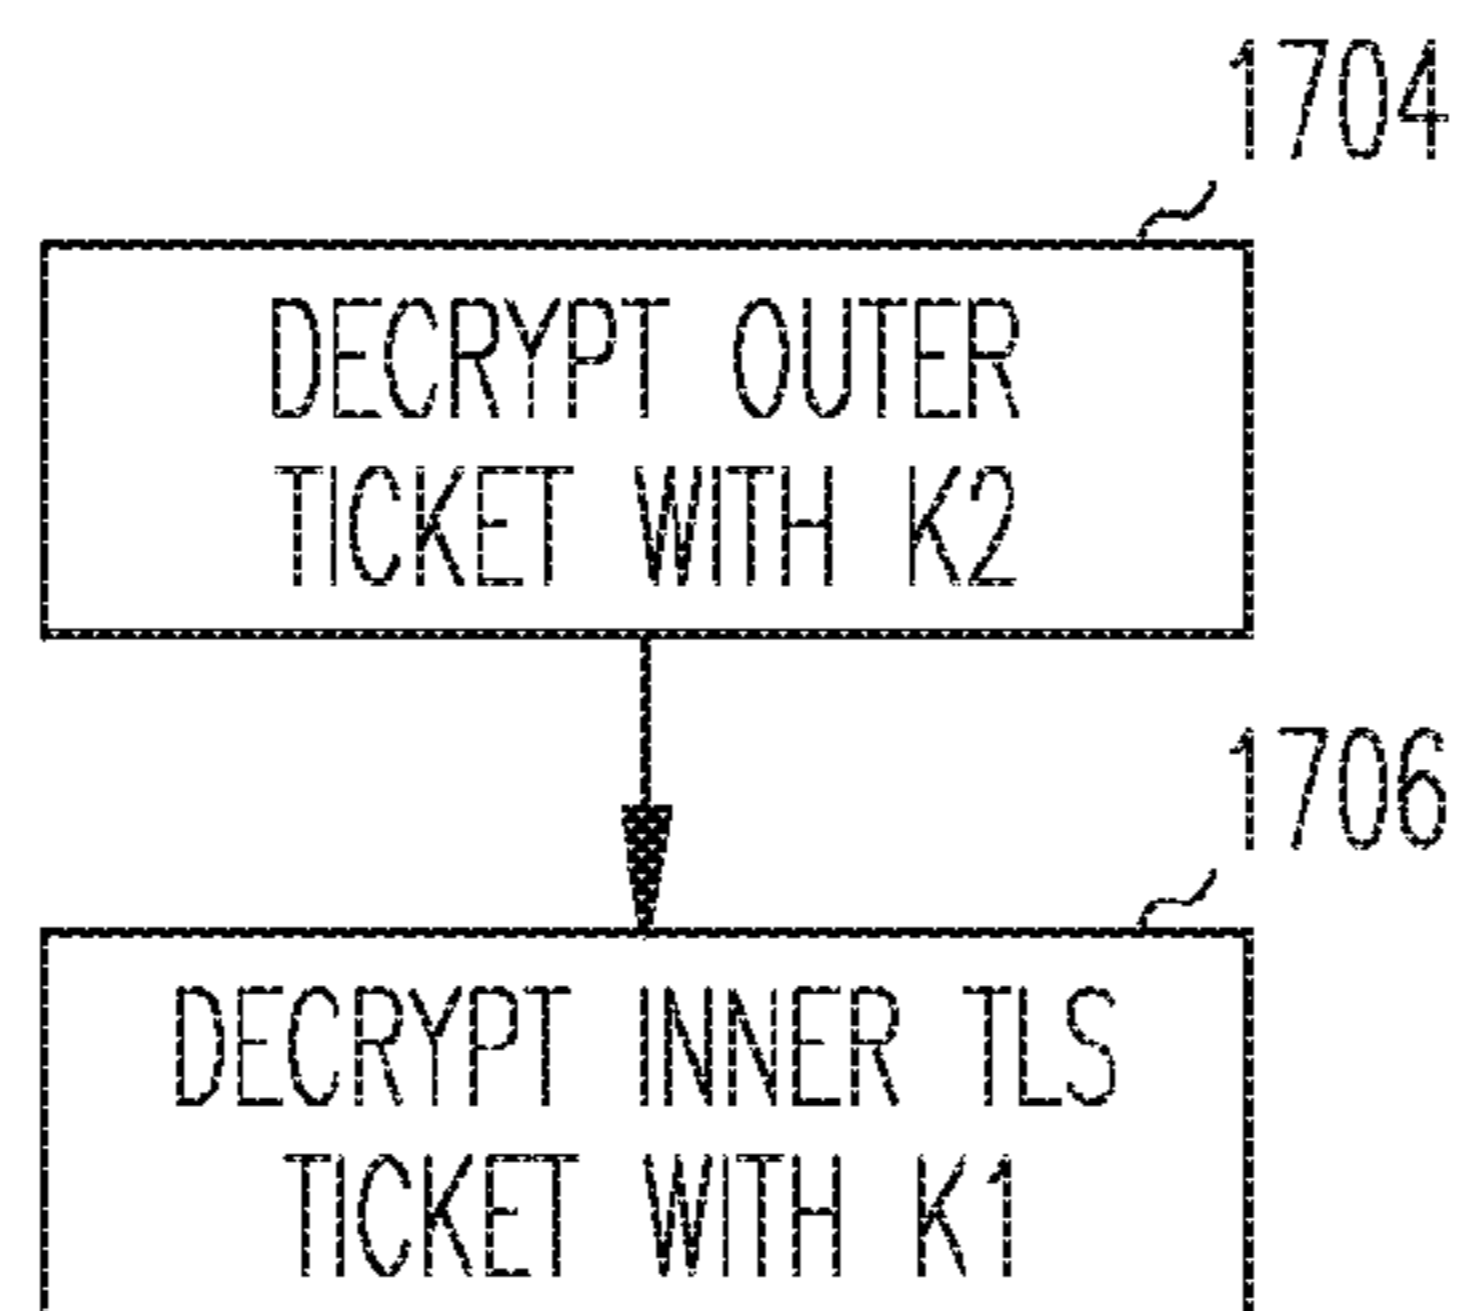 1704
DECRYPT OUTER
TICKET WITH K2
1706
DECRYPT INNER TLS
TICKET WITH K1